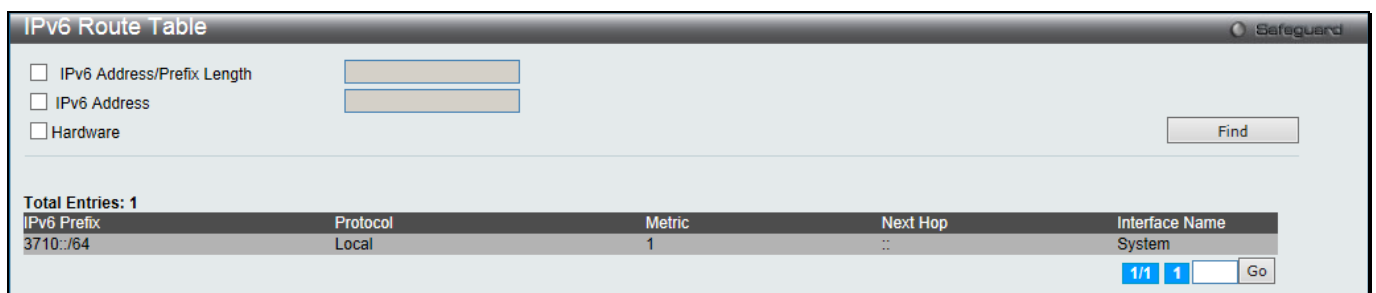 IPv6 Route Table
Safeguard
IPv6 Address/Prefix Length
IPv6 Address
Hardware
Find
Total Entries: 1
IPv6 Prefix Protocol Metric Next Hop Interface Name
3710::/64 Local 1 :: System
1/1 1 Go